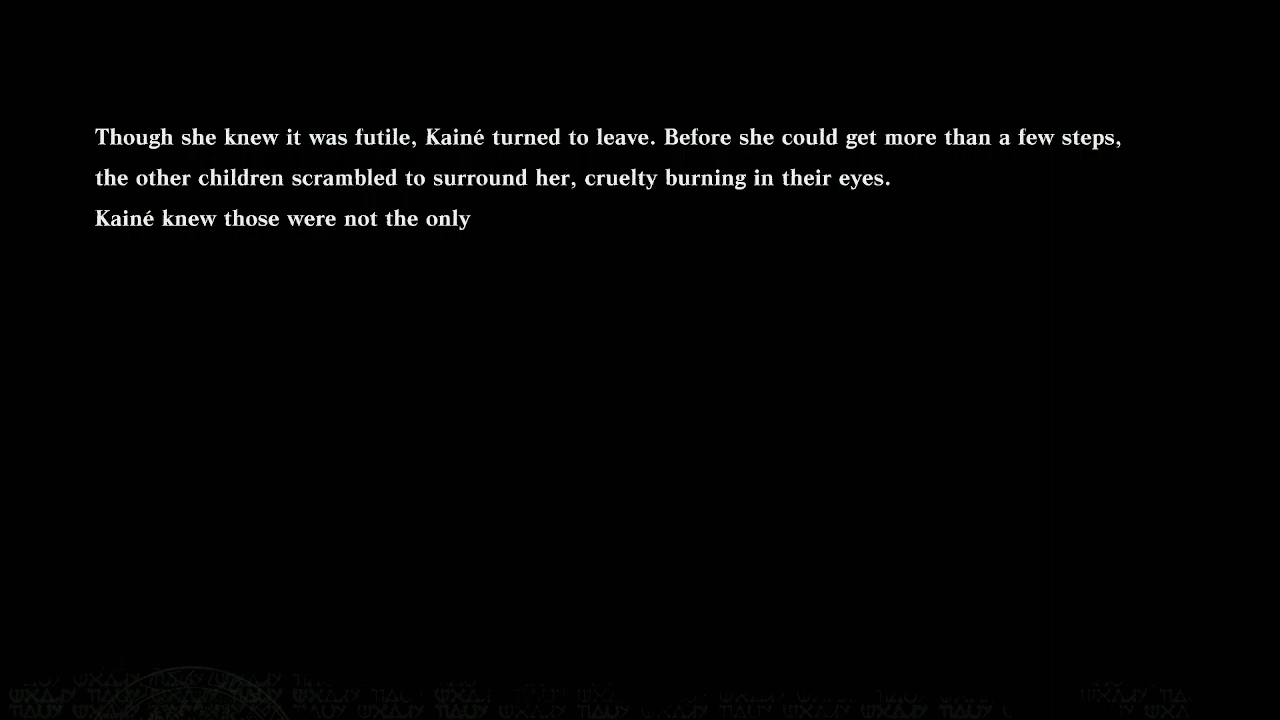 Though she knew it was futile, Kainé turned to leave. Before she could get more than a few steps,
the other children scrambled to surround her, cruelty burning in their eyes.
Kainé knew those were not the only